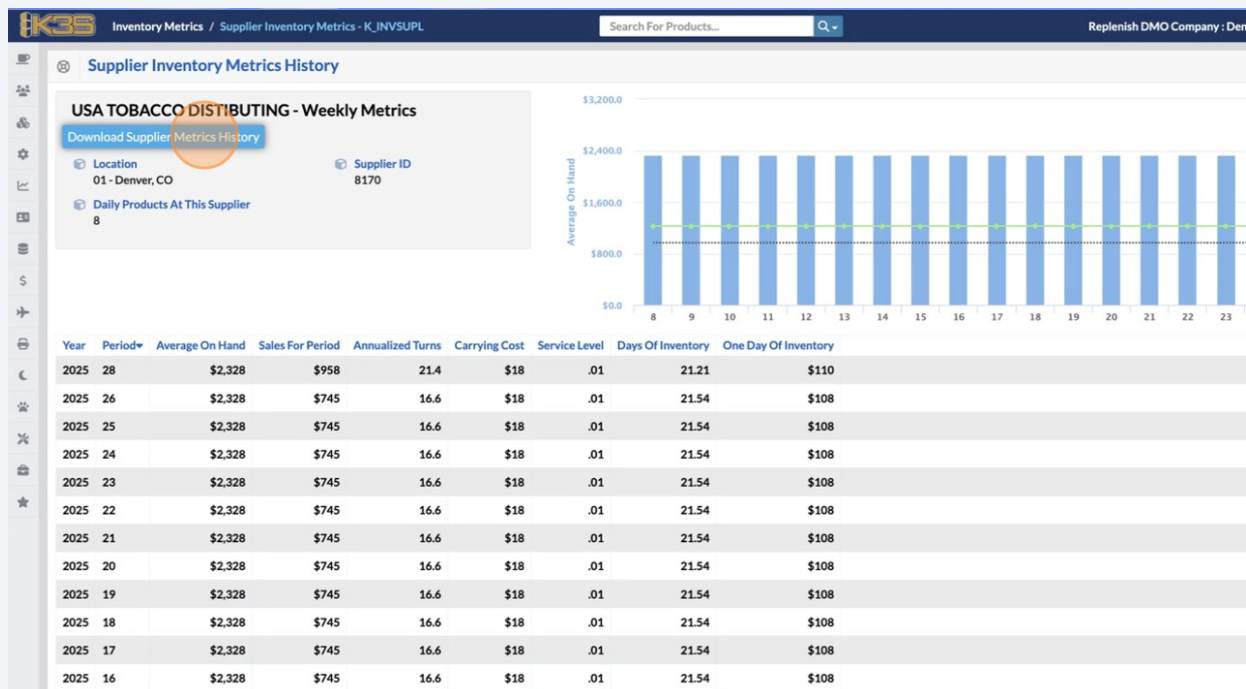 K3S Inventory Metrics / Supplier Inventory Metrics - K_INVSUPL Search For Products... Replenish DMO Company : Den
Supplier Inventory Metrics History
USA TOBACCO DISTIBUTING - Weekly Metrics
Download Supplier Metrics History
Location
01 - Denver, CO
Supplier ID
8170
Daily Products At This Supplier
8
Average On Hand
$3,200.0
$2,400.0
$1,600.0
$800.0
$0.0
8 9 10 11 12 13 14 15 16 17 18 19 20 21 22 23
Year Period Average On Hand Sales For Period Annualized Turns Carrying Cost Service Level Days Of Inventory One Day Of Inventory
2025 28 $2,328 $958 21.4 $18 .01 21.21 $110
2025 26 $2,328 $745 16.6 $18 .01 21.54 $108
2025 25 $2,328 $745 16.6 $18 .01 21.54 $108
2025 24 $2,328 $745 16.6 $18 .01 21.54 $108
2025 23 $2,328 $745 16.6 $18 .01 21.54 $108
2025 22 $2,328 $745 16.6 $18 .01 21.54 $108
2025 21 $2,328 $745 16.6 $18 .01 21.54 $108
2025 20 $2,328 $745 16.6 $18 .01 21.54 $108
2025 19 $2,328 $745 16.6 $18 .01 21.54 $108
2025 18 $2,328 $745 16.6 $18 .01 21.54 $108
2025 17 $2,328 $745 16.6 $18 .01 21.54 $108
2025 16 $2,328 $745 16.6 $18 .01 21.54 $108